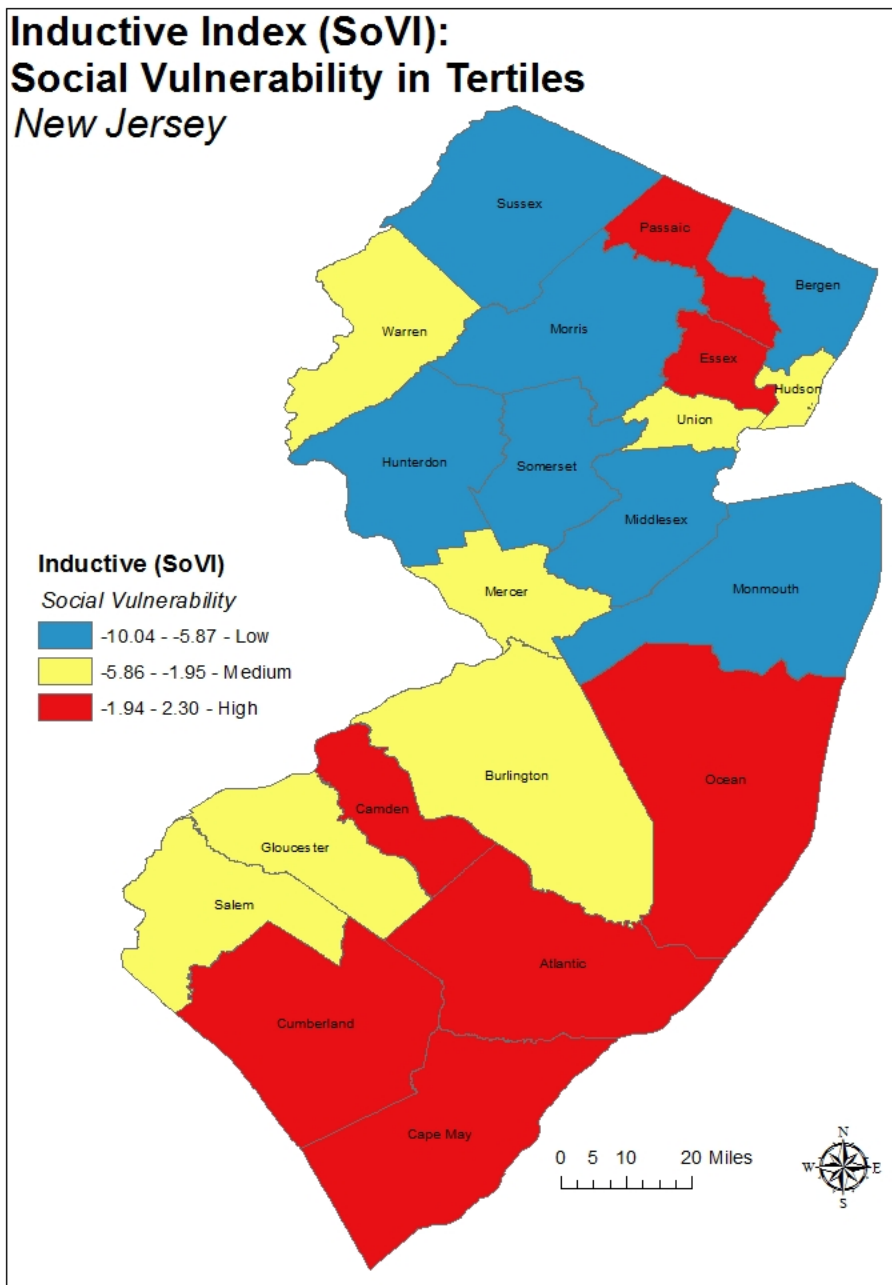 Inductive Index (SoVI):
Social Vulnerability in Tertiles
New Jersey
Sussex
Passaic
Bergen
Warren
Morris
Essex
Hudson
Union
Hunterdon
Somerset
Middlesex
Monmouth
Mercer
Inductive (SoVI)
Social Vulnerability
-10.04 - -5.87 - Low
-5.86 - -1.95 - Medium
-1.94 - 2.30 - High
Burlington
Ocean
Camden
Gloucester
Salem
Atlantic
Cumberland
Cape May
0 5 10 20 Miles
N
W E
S